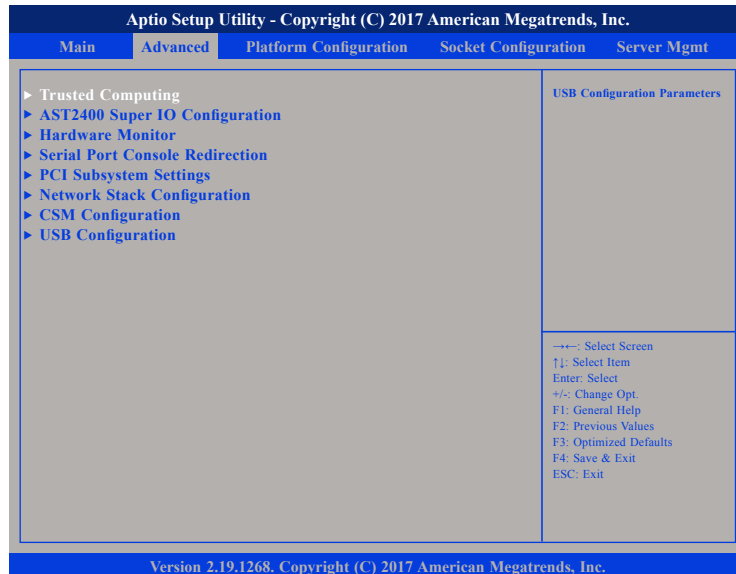 Aptio Setup Utility - Copyright (C) 2017 American Megatrends, Inc.
Main Advanced Platform Configuration Socket Configuration Server Mgmt
► Trusted Computing
► AST2400 Super IO Configuration
► Hardware Monitor
► Serial Port Console Redirection
► PCI Subsystem Settings
► Network Stack Configuration
► CSM Configuration
► USB Configuration
USB Configuration Parameters
→←: Select Screen
↑↓: Select Item
Enter: Select
+/-: Change Opt.
F1: General Help
F2: Previous Values
F3: Optimized Defaults
F4: Save & Exit
ESC: Exit
Version 2.19.1268. Copyright (C) 2017 American Megatrends, Inc.